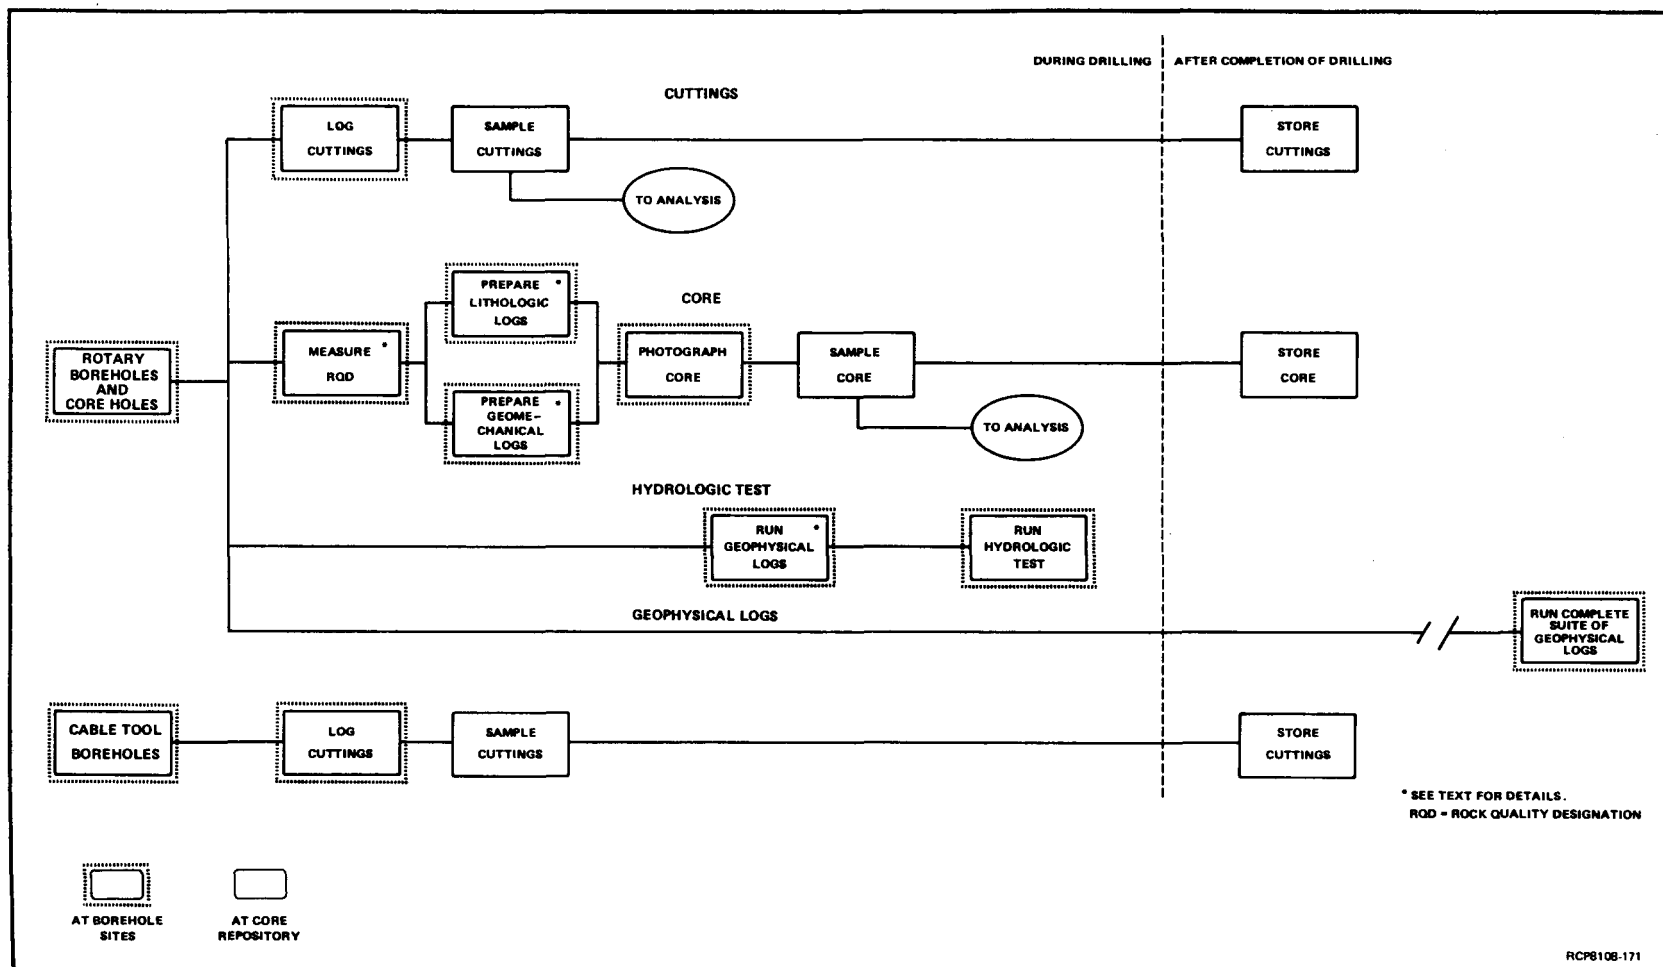 DURING DRILLING
AFTER COMPLETION OF DRILLING
CUTTINGS
LOG
CUTTINGS
SAMPLE
CUTTINGS
STORE
CUTTINGS
TO ANALYSIS
CORE
ROTARY
BOREHOLES
AND
CORE HOLES
MEASURE *
RQD
PREPARE *
LITHOLOGIC
LOGS
PREPARE *
GEOME-
CHANICAL
LOGS
PHOTOGRAPH
CORE
SAMPLE
CORE
STORE
CORE
TO ANALYSIS
HYDROLOGIC TEST
RUN *
GEOPHYSICAL
LOGS
RUN
HYDROLOGIC
TEST
GEOPHYSICAL LOGS
RUN COMPLETE
SUITE OF
GEOPHYSICAL
LOGS
CABLE TOOL
BOREHOLES
LOG
CUTTINGS
SAMPLE
CUTTINGS
STORE
CUTTINGS
* SEE TEXT FOR DETAILS.
RQD = ROCK QUALITY DESIGNATION
AT BOREHOLE
SITES
AT CORE
REPOSITORY
RCP8108-171